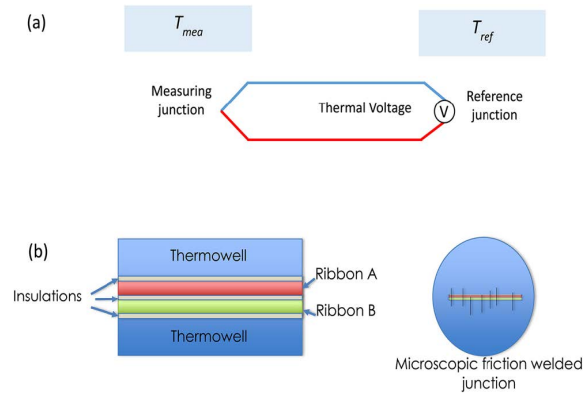 (a)
T_mea
T_ref
Measuring
junction
Thermal Voltage
V
Reference
junction
(b)
Thermowell
Insulations
Ribbon A
Ribbon B
Thermowell
Microscopic friction welded
junction